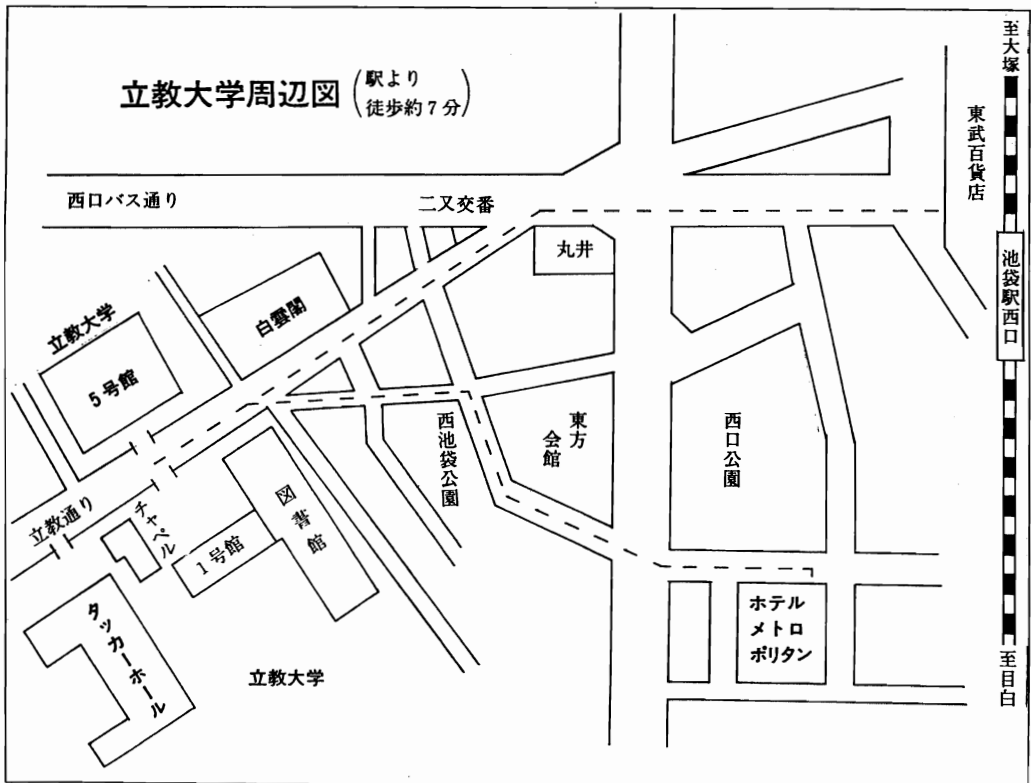 立教大学周辺図
(駅より
徒歩約7分)
至大塚
東武百貨店
池袋駅西口
至目白
西口バス通り
二又交番
丸井
白雲閣
立教大学
5号館
西池袋公園
東方
会館
西口公園
立教通り
チャペル
1号館
図書館
タッカーホール
立教大学
ホテル
メトロ
ポリタン